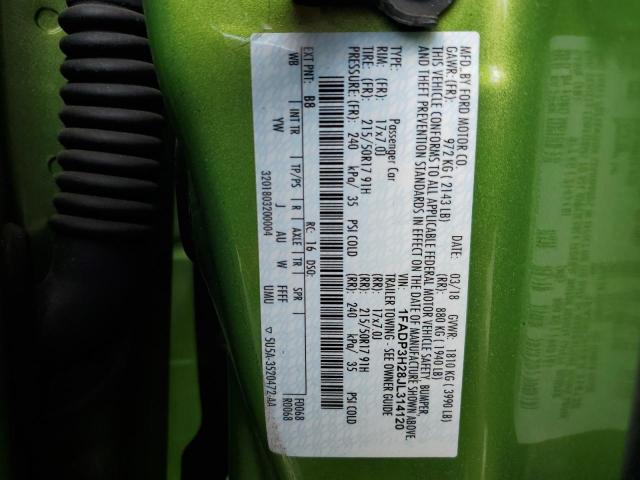 MFD. BY FORD MOTOR CO.
DATE: 03/18 GVWR: 1810 KG ( 3990 LB)
GAWR: (FR) 972 KG ( 2143 LB) (RR) 880 KG ( 1940 LB)
THIS VEHICLE CONFORMS TO ALL APPLICABLE FEDERAL MOTOR VEHICLE SAFETY, BUMPER,
AND THEFT PREVENTION STANDARDS IN EFFECT ON THE DATE OF MANUFACTURE SHOWN ABOVE.
VIN: 1FADP3H28JL314120
TYPE: Passenger Car TRAILER TOWING - SEE OWNER GUIDE
RIM: (FR) 17x7.0J (RR) 17x7.0J
TIRE: (FR) 215/50R17 91H (RR) 215/50R17 91H
PRESSURE: (FR) 240 kPa/ 35 PSI COLD (RR) 240 kPa/ 35 PSI COLD
EXT PNT: B8 RC: 16 DSO: F0068
R0068
WB INT TR TP/PS R AXLE TR SPR
YW J AU W FFFF UMU
3201803200004 ▽ 5U5A-3520472-AA